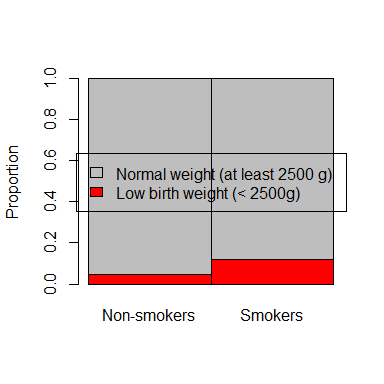 Proportion
1.0
0.8
0.6
0.4
0.2
0.0
Normal weight (at least 2500 g)
Low birth weight (< 2500g)
Non-smokers
Smokers